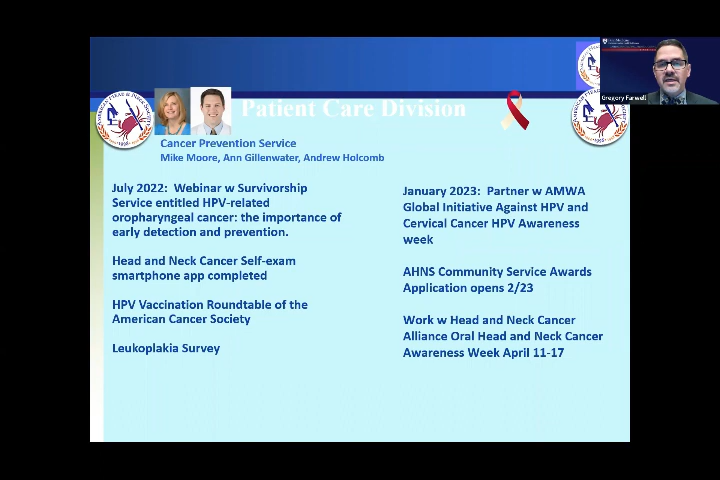 Patient Care Division
Gregory Farwell
Cancer Prevention Service
Mike Moore, Ann Gillenwater, Andrew Holcomb
July 2022: Webinar w Survivorship
Service entitled HPV-related
oropharyngeal cancer: the importance of
early detection and prevention.
Head and Neck Cancer Self-exam
smartphone app completed
HPV Vaccination Roundtable of the
American Cancer Society
Leukoplakia Survey
January 2023: Partner w AMWA
Global Initiative Against HPV and
Cervical Cancer HPV Awareness
week
AHNS Community Service Awards
Application opens 2/23
Work w Head and Neck Cancer
Alliance Oral Head and Neck Cancer
Awareness Week April 11-17